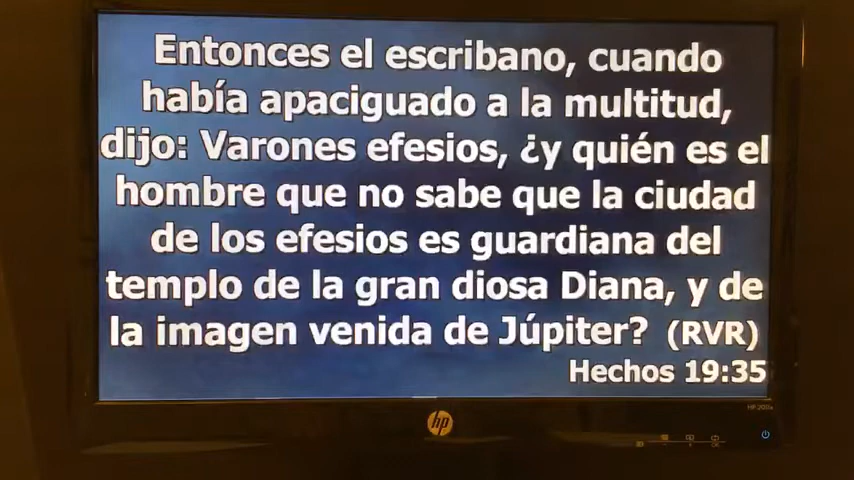 Entonces el escribano, cuando
había apaciguado a la multitud,
dijo: Varones efesios, ¿y quién es el
hombre que no sabe que la ciudad
de los efesios es guardiana del
templo de la gran diosa Diana, y de
la imagen venida de Júpiter? (RVR)
Hechos 19:35
hp